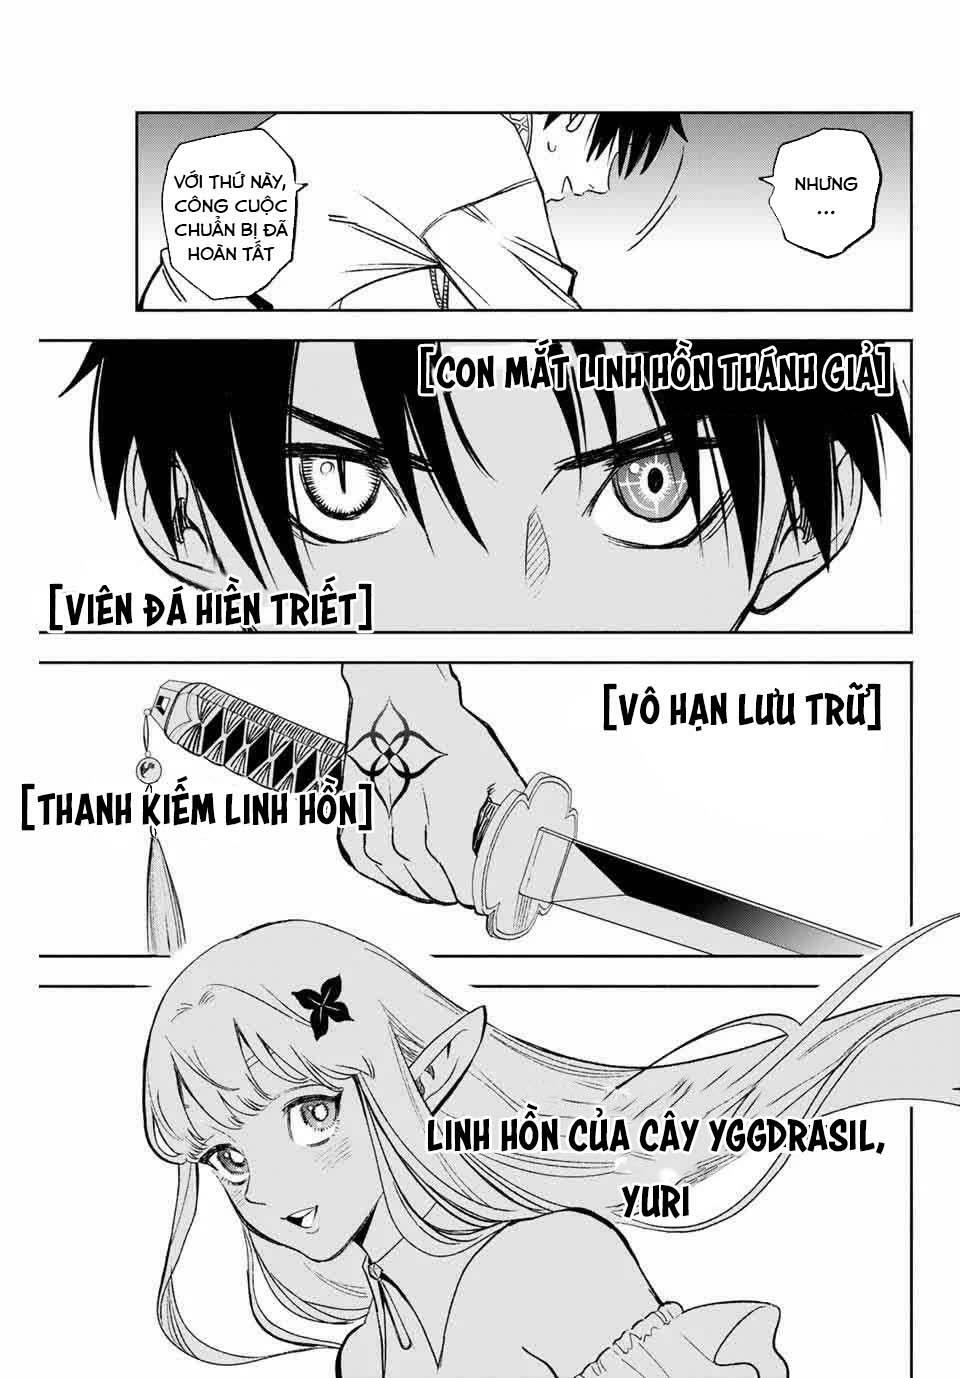 NHƯNG
...
VỚI THỨ NÀY,
CÔNG CUỘC
CHUẨN BỊ ĐÃ
HOÀN TẤT
[CON MẮT LINH HỒN THÁNH GIẢ]
[VIÊN ĐÁ HIỀN TRIẾT]
[VÔ HẠN LƯU TRỮ]
[THANH KIẾM LINH HỒN]
LINH HỒN CỦA CÂY YGGDRASIL,
YURI